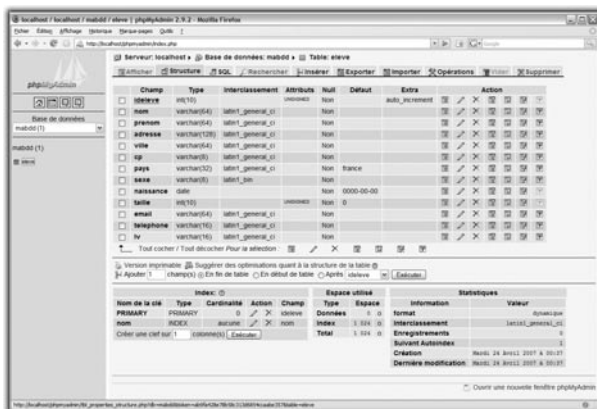 localhost / localhost / mabdd / eleve | phpMyAdmin 2.9.2 - Mozilla Firefox
Fichier Édition Affichage Historique Marque-pages Outils ?
http://localhost/phpmyadmin/index.php
phpMyAdmin
Base de données
mabdd (1)
mabdd (1)
eleve
Serveur: localhost ▸ Base de données: mabdd ▸ Table: eleve
Afficher Structure SQL Rechercher Insérer Exporter Importer Opérations Vider Supprimer
Champ Type Interclassement Attributs Null Défaut Extra Action
ideleve int(10) UNSIGNED Non auto_increment
nom varchar(64) latin1_general_ci Non
prenom varchar(64) latin1_general_ci Non
adresse varchar(128) latin1_general_ci Non
ville varchar(64) latin1_general_ci Non
cp varchar(8) latin1_general_ci Non
pays varchar(32) latin1_general_ci Non france
sexe varchar(8) latin1_bin Non
naissance date Non 0000-00-00
taille int(10) UNSIGNED Non 0
email varchar(64) latin1_general_ci Non
telephone varchar(16) latin1_general_ci Non
lv varchar(16) latin1_general_ci Non
Tout cocher / Tout décocher Pour la sélection :
Version imprimable Suggérer des optimisations quant à la structure de la table
Ajouter 1 champ(s) En fin de table En début de table Après ideleve Exécuter
Index:
Nom de la clé Type Cardinalité Action Champ
PRIMARY PRIMARY 0 ideleve
nom INDEX aucune nom
Créer une clef sur 1 colonne(s) Exécuter
Espace utilisé
Type Espace
Données 0 o
Index 1 024 o
Total 1 024 o
Statistiques
Information Valeur
format dynamique
Interclassement latin1_general_ci
Enregistrements 0
Suivant Autoindex 1
Création Mardi 24 Avril 2007 à 00:37
Dernière modification Mardi 24 Avril 2007 à 00:37
Ouvrir une nouvelle fenêtre phpMyAdmin